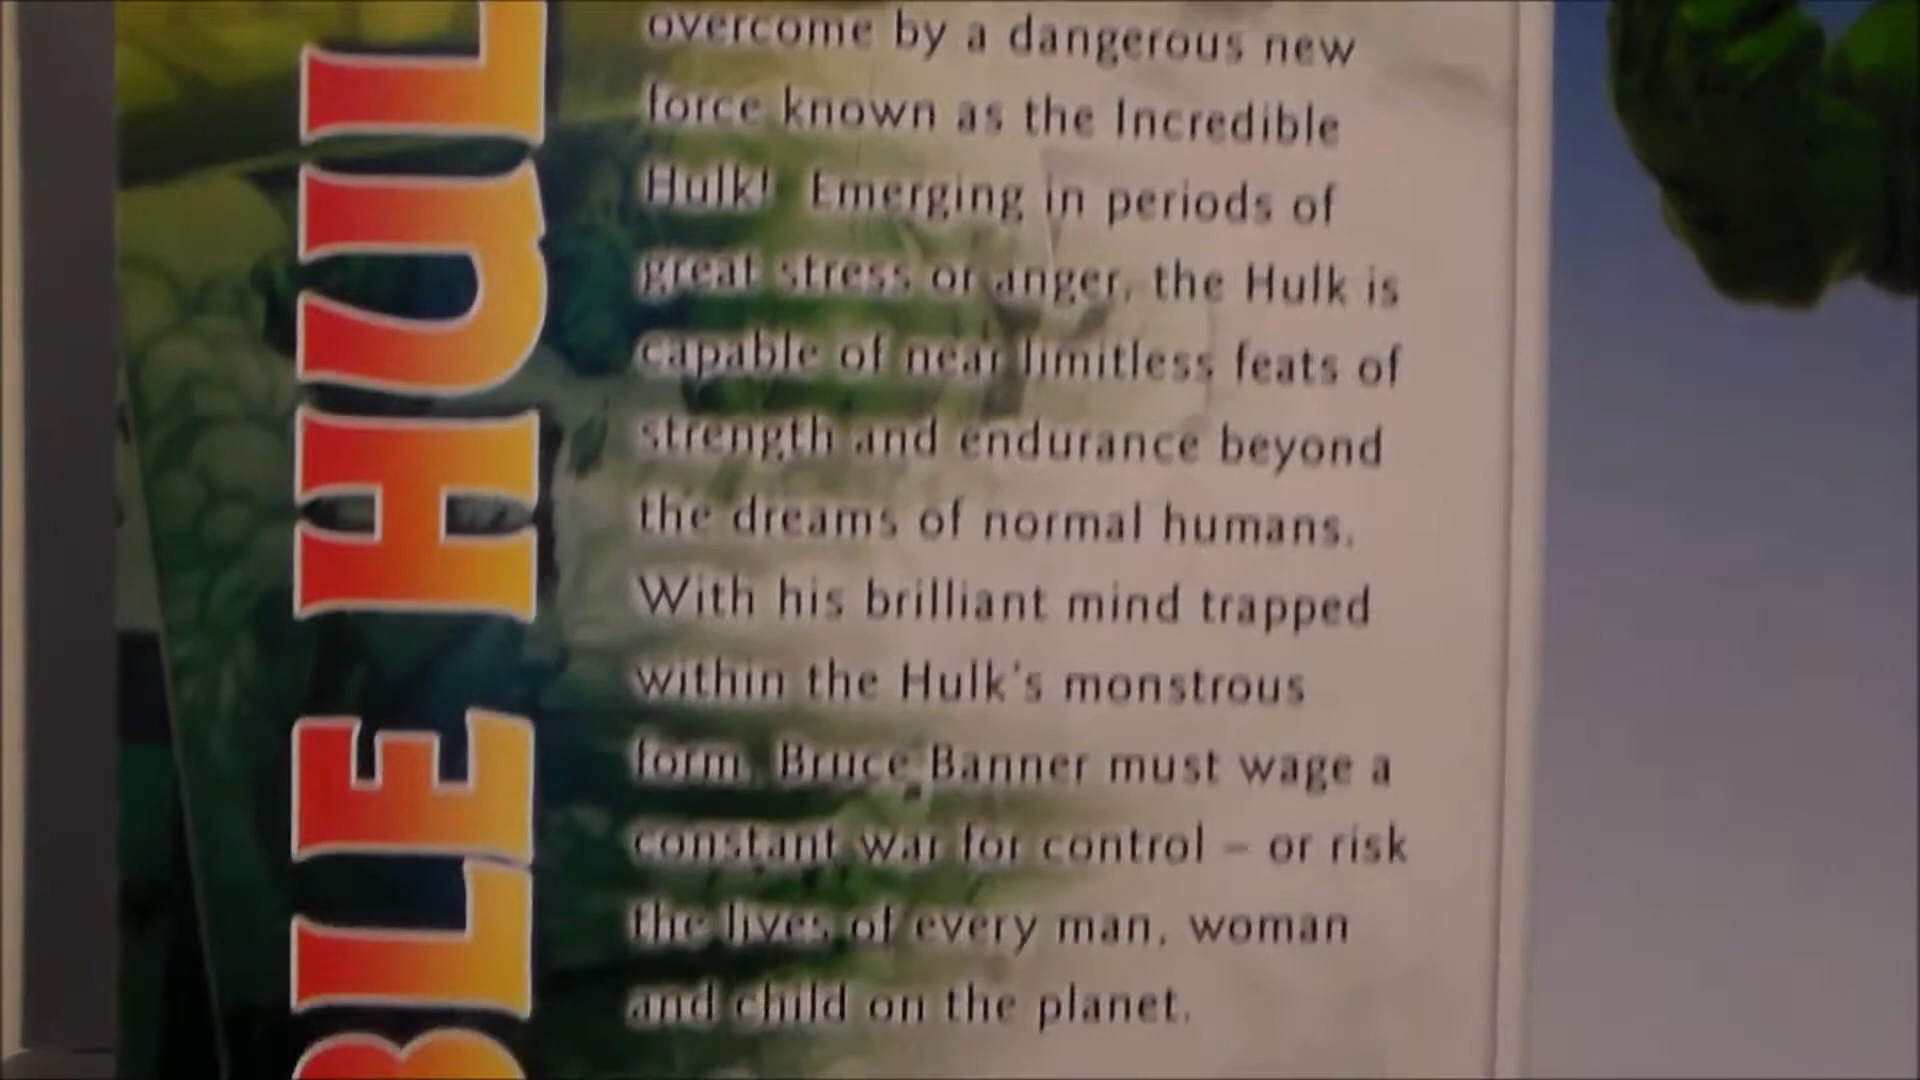 overcome by a dangerous new
force known as the Incredible
Hulk! Emerging in periods of
great stress or anger, the Hulk is
capable of near limitless feats of
strength and endurance beyond
the dreams of normal humans.
With his brilliant mind trapped
within the Hulk's monstrous
form, Bruce Banner must wage a
constant war for control – or risk
the lives of every man, woman
and child on the planet.
BLE HUL